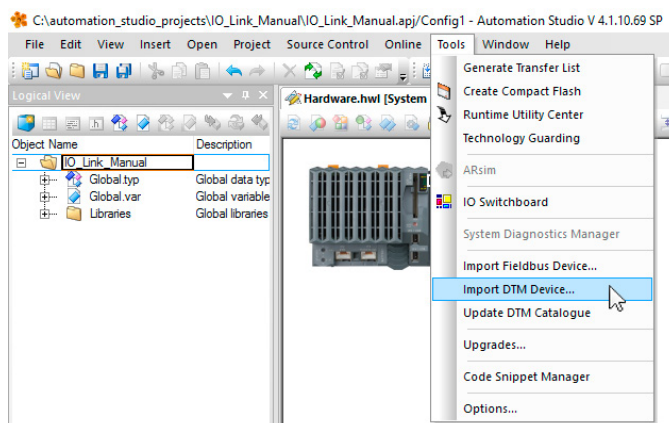 C:\automation_studio_projects\IO_Link_Manual\IO_Link_Manual.apj/Config1 - Automation Studio V 4.1.10.69 SP
File Edit View Insert Open Project Source Control Online Tools Window Help
Logical View
Hardware.hwl [System
Object Name Description
IO_Link_Manual
Global.typ Global data typ
Global.var Global variable
Libraries Global libraries
Generate Transfer List
Create Compact Flash
Runtime Utility Center
Technology Guarding
ARsim
IO Switchboard
System Diagnostics Manager
Import Fieldbus Device...
Import DTM Device...
Update DTM Catalogue
Upgrades...
Code Snippet Manager
Options...